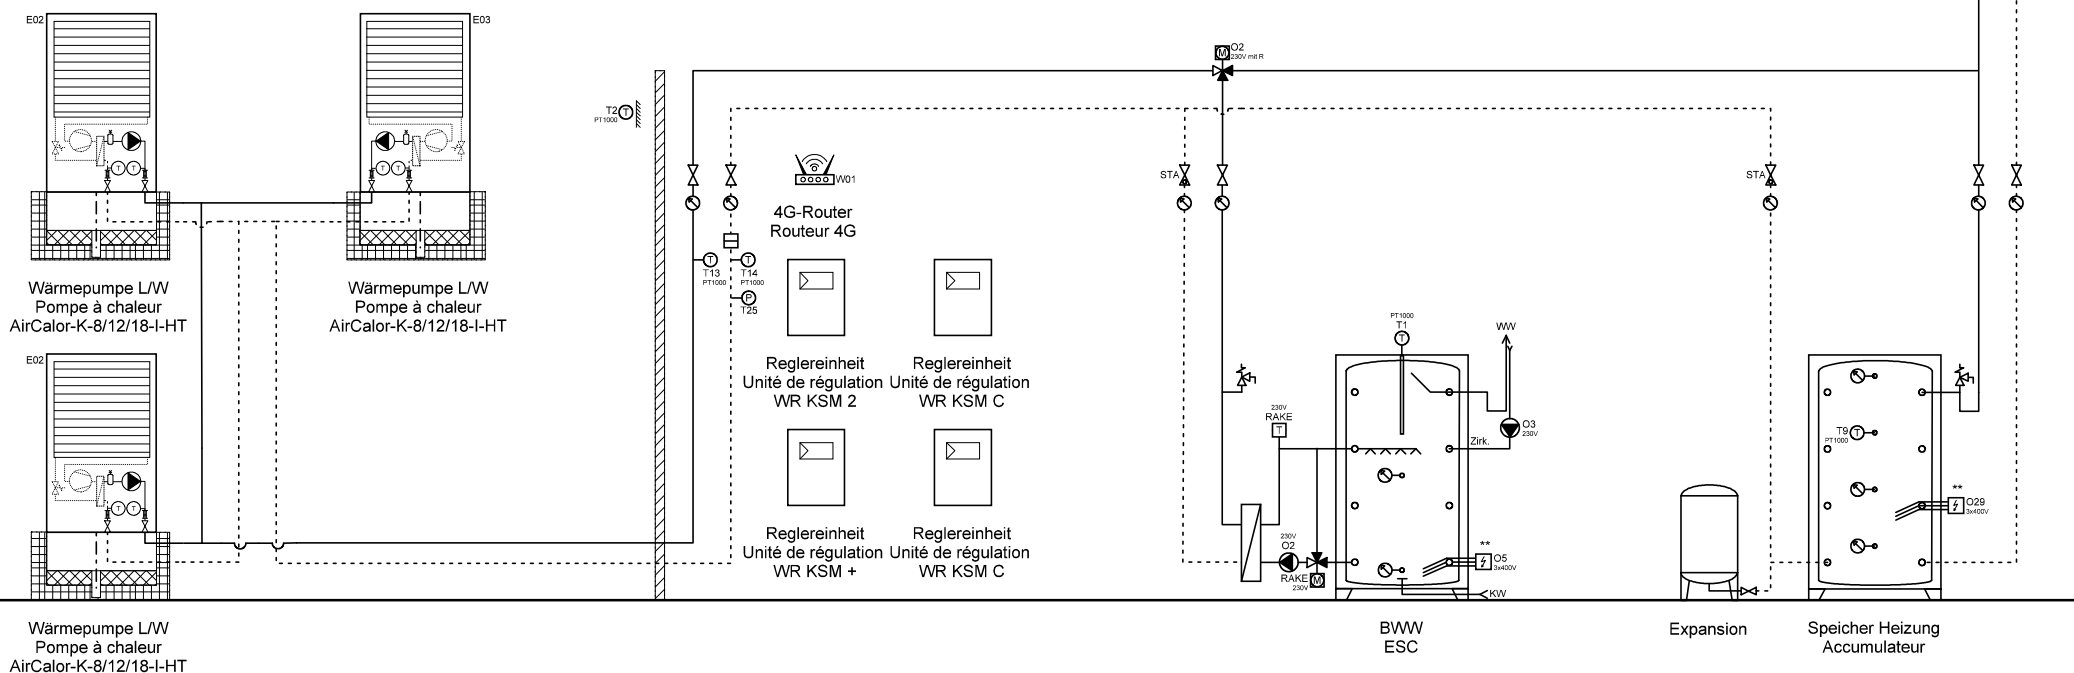 E02
E03
O2
M
230V mit R
T2
T
PT1000
T T
T T
STA
STA
W01
4G-Router
Routeur 4G
T
T
T13
PT1000
T14
PT1000
P
T25
Wärmepumpe L/W
Pompe à chaleur
AirCalor-K-8/12/18-I-HT
Wärmepumpe L/W
Pompe à chaleur
AirCalor-K-8/12/18-I-HT
PT1000
T1
T
WW
E02
Reglereinheit
Unité de régulation
WR KSM 2
Reglereinheit
Unité de régulation
WR KSM C
230V
RAKE
T
O3
230V
Zirk.
T9
T
PT1000
T T
**
O29
3x400V
Reglereinheit
Unité de régulation
WR KSM +
Reglereinheit
Unité de régulation
WR KSM C
230V
O2
RAKE
230V
M
**
O5
3x400V
KW
Wärmepumpe L/W
Pompe à chaleur
AirCalor-K-8/12/18-I-HT
BWW
ESC
Expansion
Speicher Heizung
Accumulateur